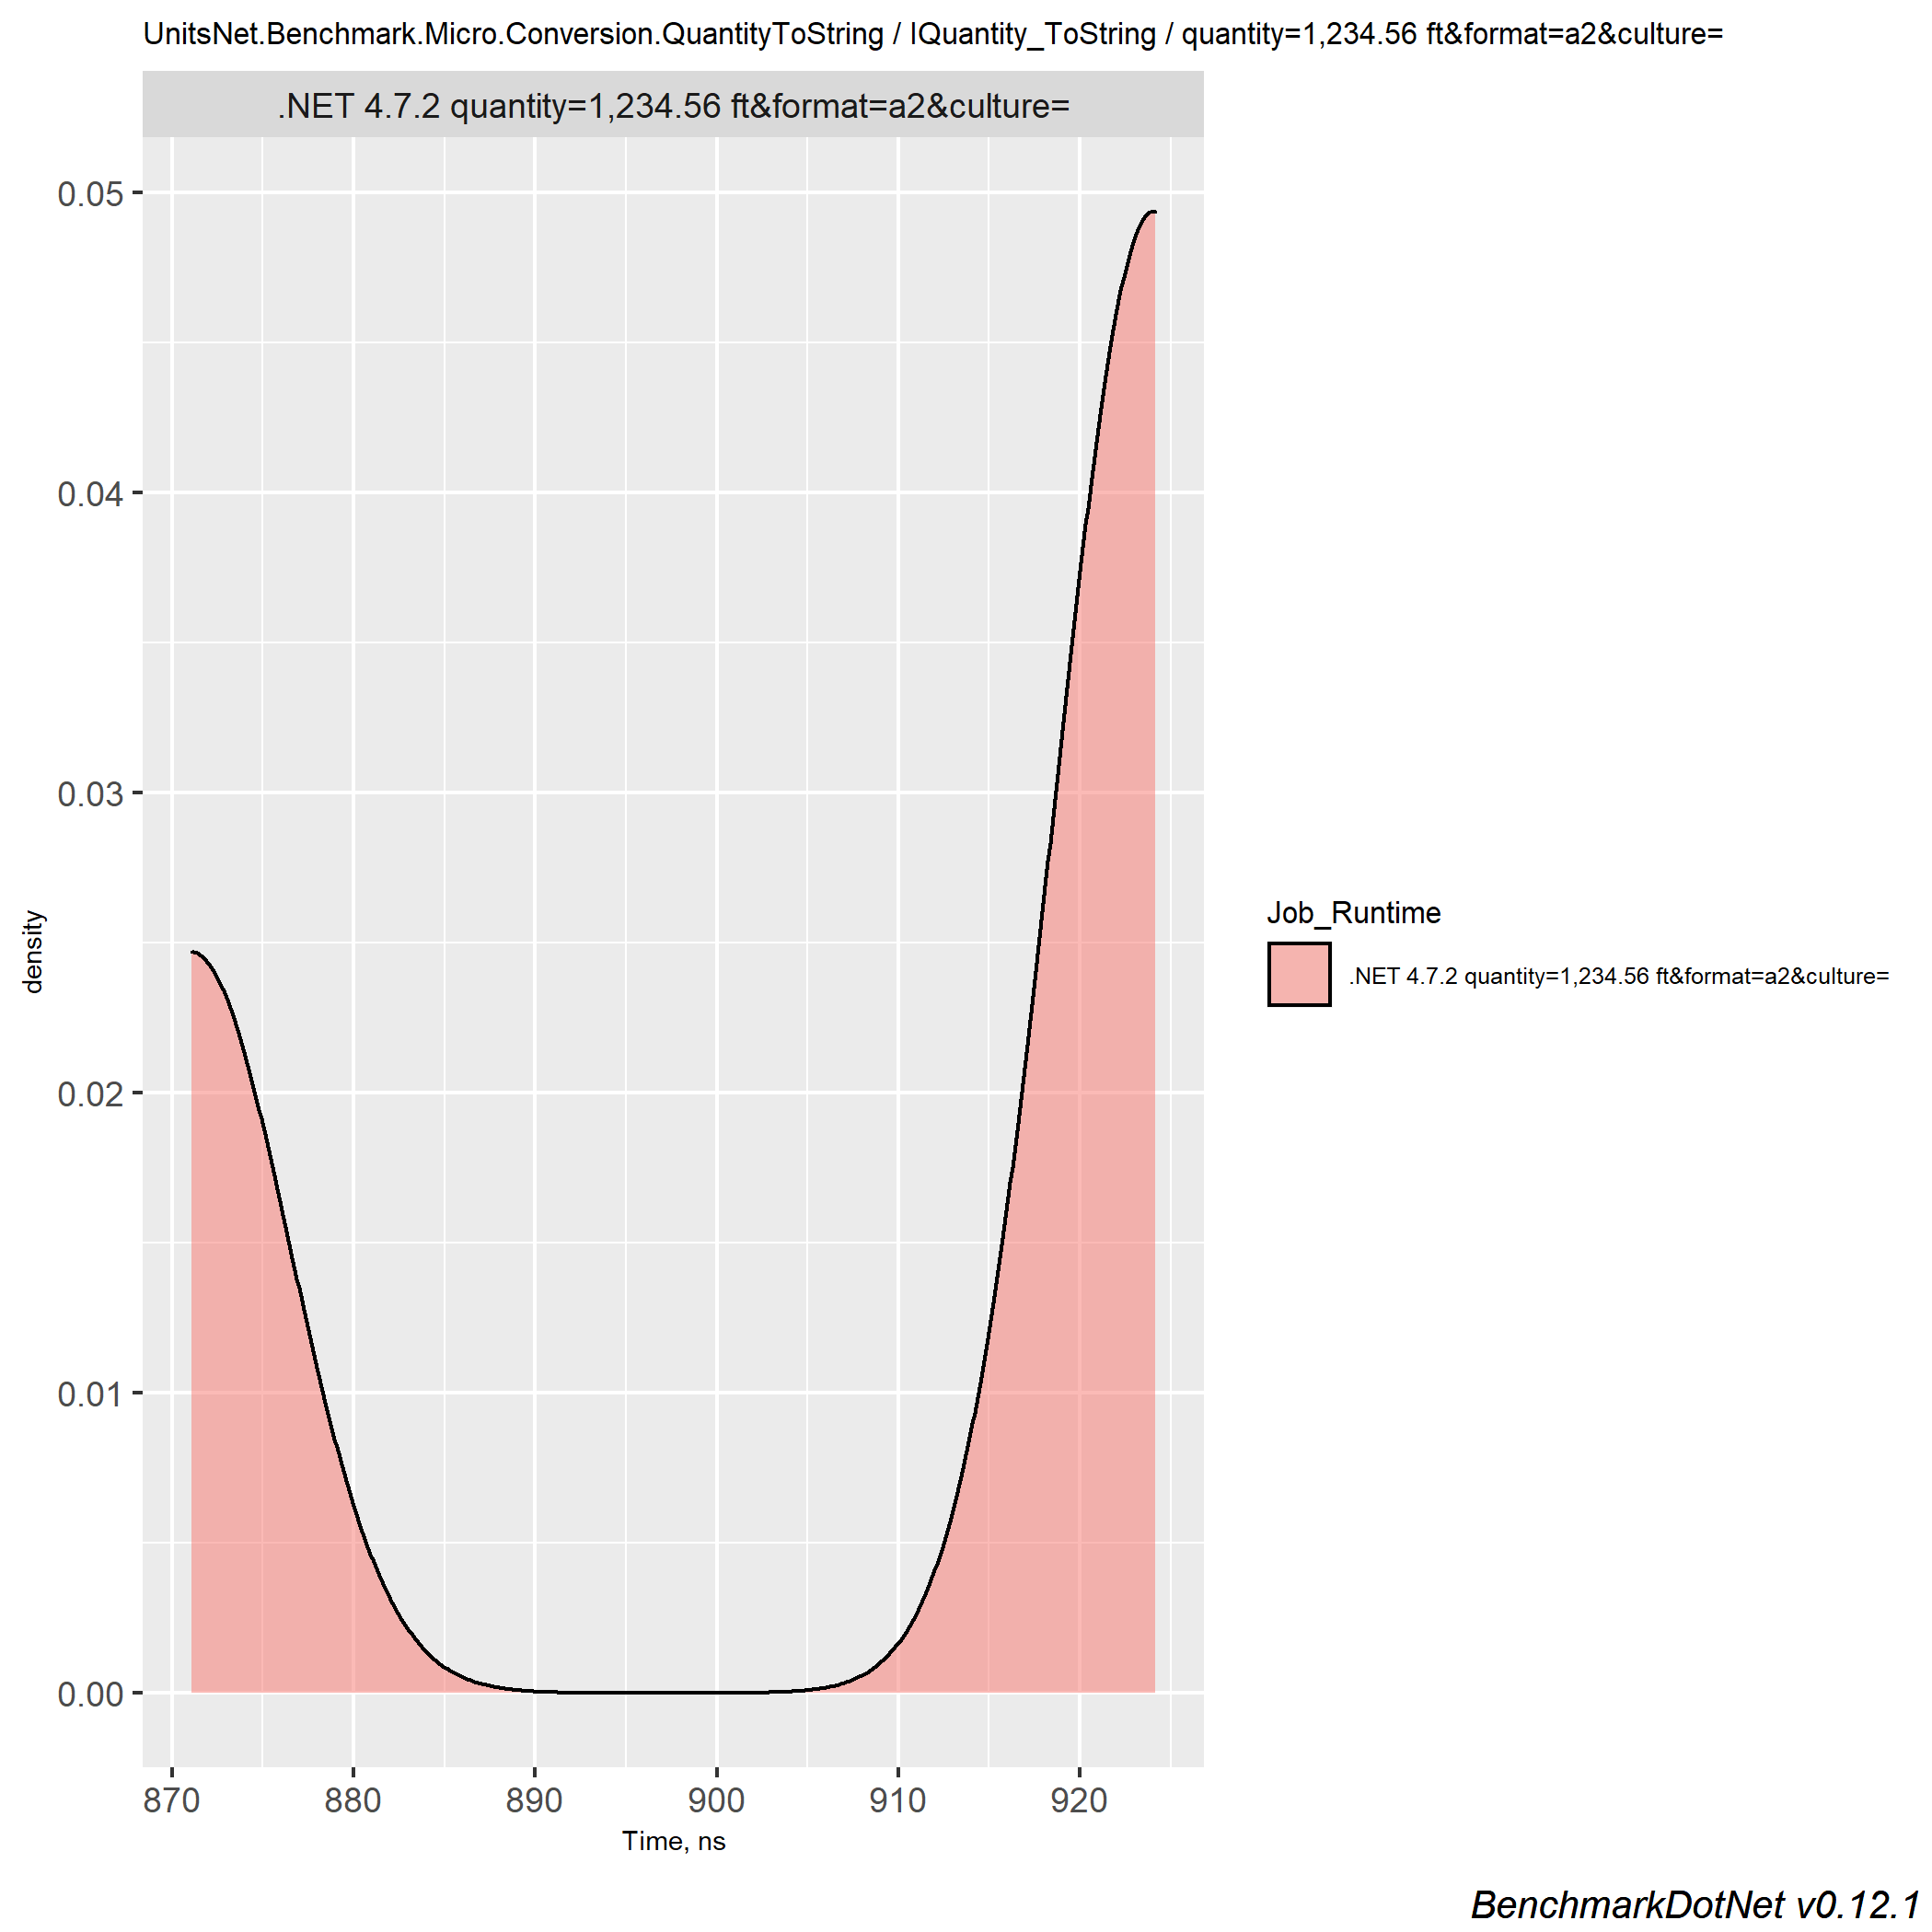 UnitsNet.Benchmark.Micro.Conversion.QuantityToString / IQuantity_ToString / quantity=1,234.56 ft&format=a2&culture=
.NET 4.7.2 quantity=1,234.56 ft&format=a2&culture=
0.05
0.04
0.03
0.02
0.01
0.00
density
870 880 890 900 910 920
Time, ns
Job_Runtime
.NET 4.7.2 quantity=1,234.56 ft&format=a2&culture=
BenchmarkDotNet v0.12.1